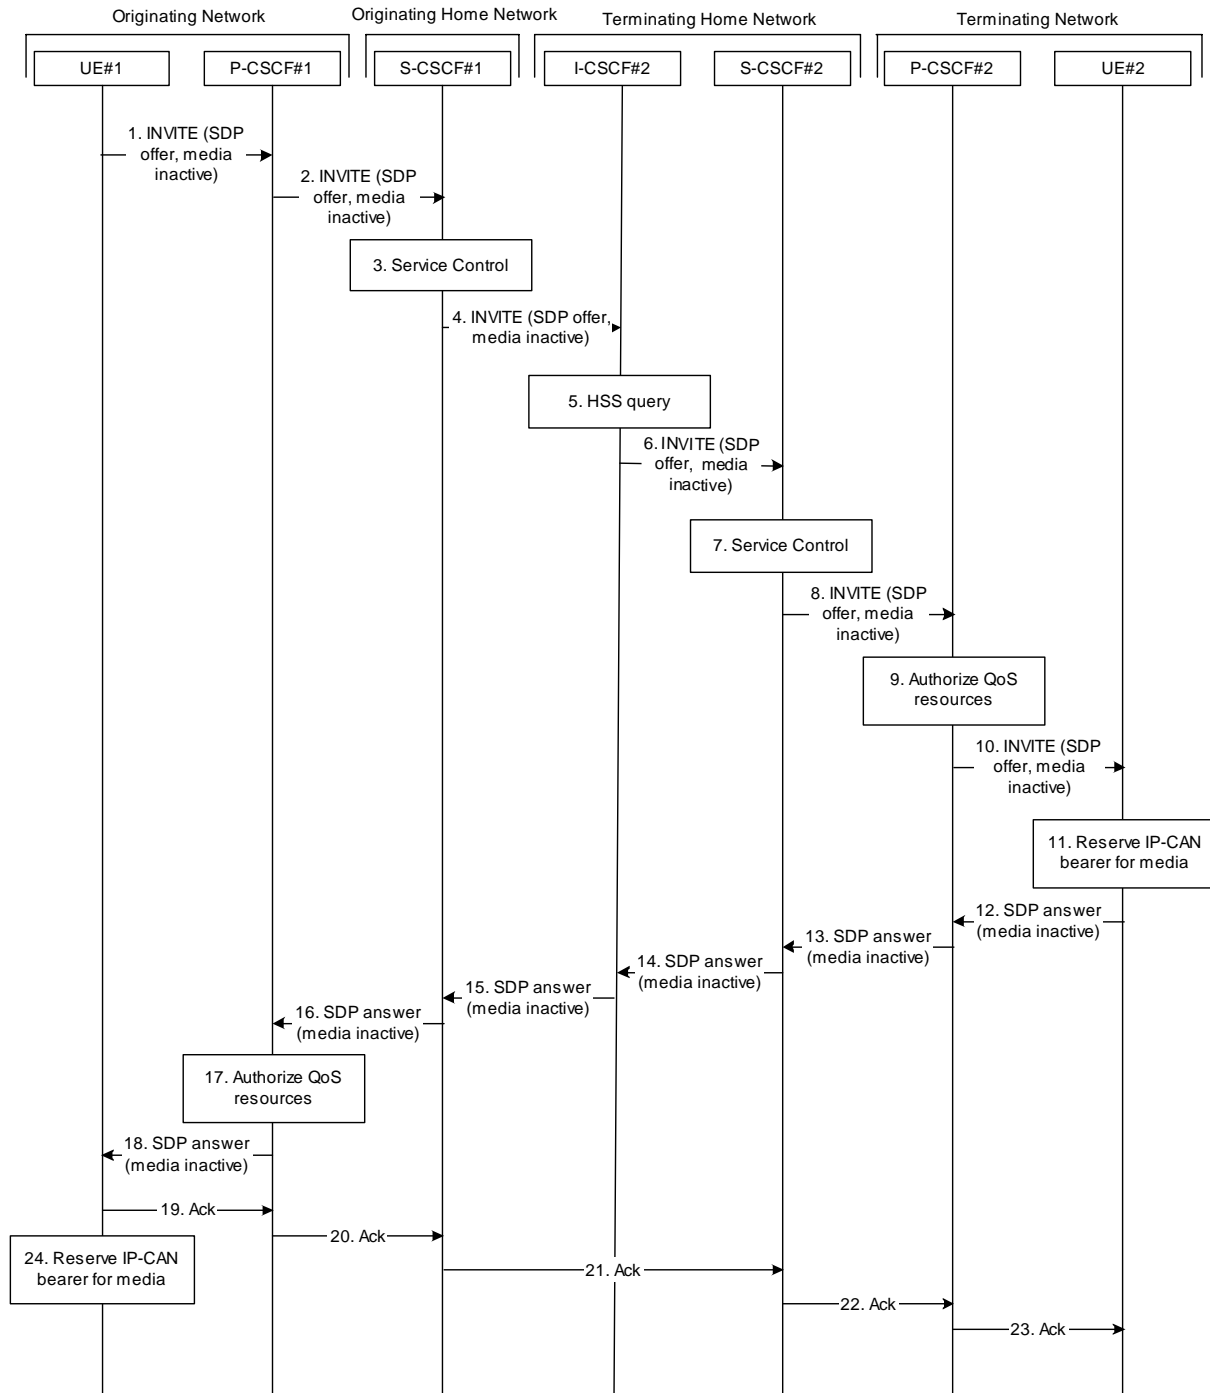 Originating Network
Originating Home Network
Terminating Home Network
Terminating Network
UE#1
P-CSCF#1
S-CSCF#1
I-CSCF#2
S-CSCF#2
P-CSCF#2
UE#2
1. INVITE (SDP
offer, media
inactive)
2. INVITE (SDP
offer, media
inactive)
3. Service Control
4. INVITE (SDP offer,
media inactive)
5. HSS query
6. INVITE (SDP
offer, media
inactive)
7. Service Control
8. INVITE (SDP
offer, media
inactive)
9. Authorize QoS
resources
10. INVITE (SDP
offer, media
inactive)
11. Reserve IP-CAN
bearer for media
12. SDP answer
(media inactive)
13. SDP answer
(media inactive)
14. SDP answer
(media inactive)
15. SDP answer
(media inactive)
16. SDP answer
(media inactive)
17. Authorize QoS
resources
18. SDP answer
(media inactive)
19. Ack
20. Ack
24. Reserve IP-CAN
bearer for media
21. Ack
22. Ack
23. Ack